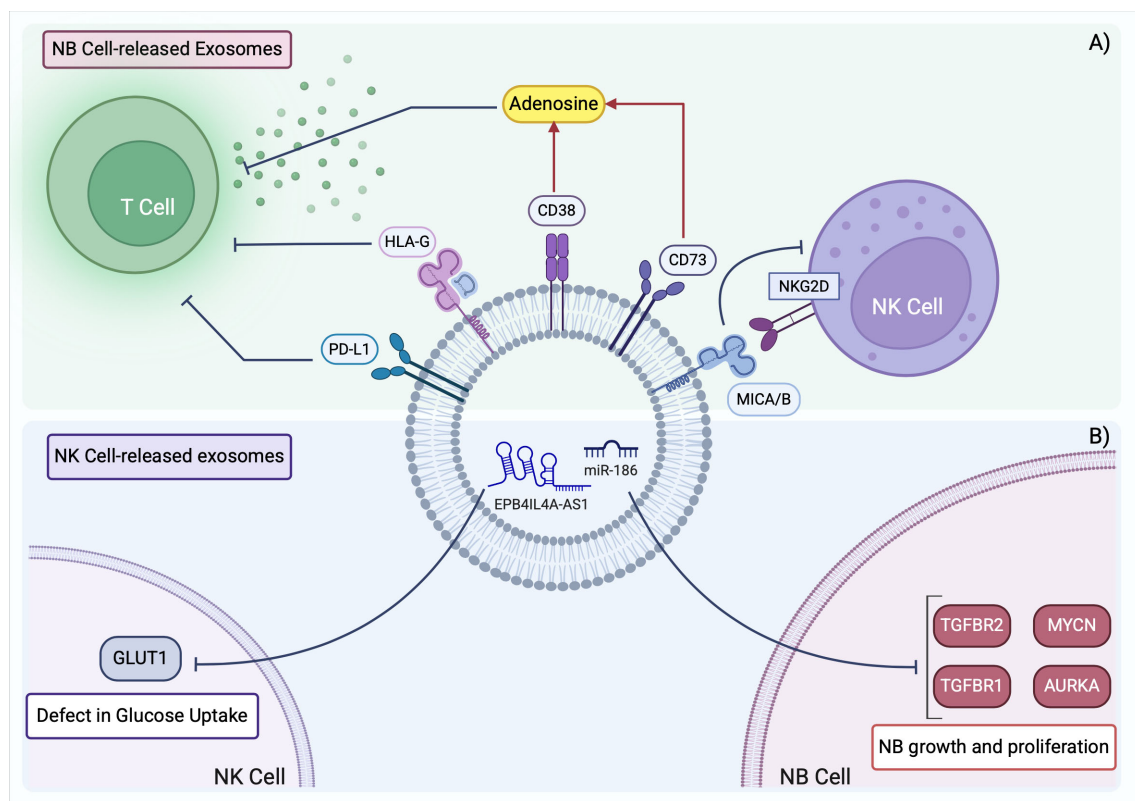 NB Cell-released Exosomes
A)
Adenosine
T Cell
CD38
HLA-G
CD73
NKG2D
NK Cell
PD-L1
MICA/B
B)
NK Cell-released exosomes
miR-186
EPB4IL4A-AS1
TGFBR2
MYCN
GLUT1
TGFBR1
AURKA
Defect in Glucose Uptake
NB growth and proliferation
NK Cell
NB Cell